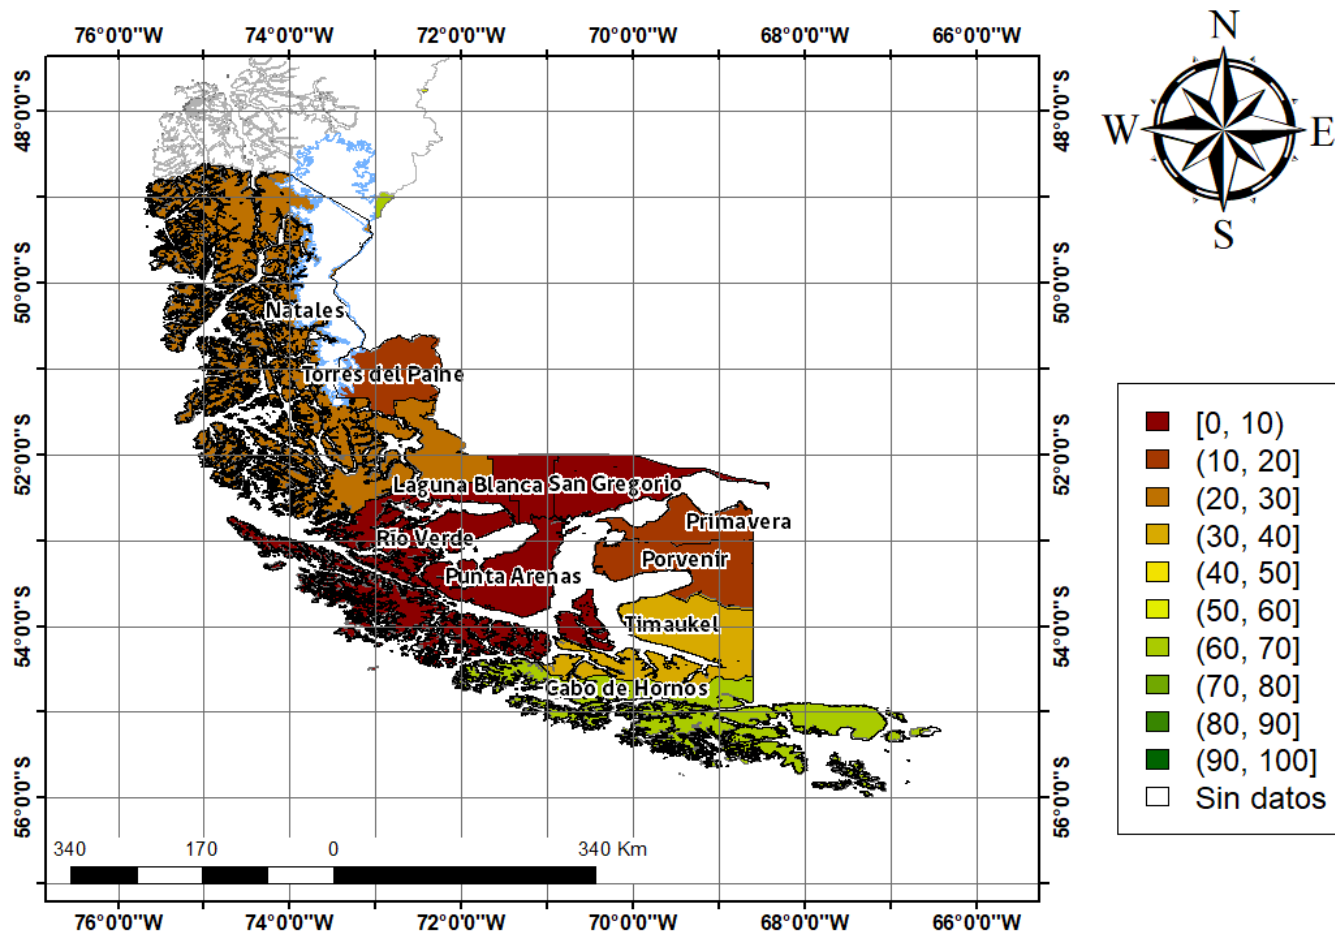 76°0'0"W 74°0'0"W 72°0'0"W 70°0'0"W 68°0'0"W 66°0'0"W
N
W E
S
48°0'0"S 48°0'0"S
50°0'0"S 50°0'0"S
52°0'0"S 52°0'0"S
54°0'0"S 54°0'0"S
56°0'0"S 56°0'0"S
Natales
Torres del Paine
Laguna Blanca San Gregorio
Primavera
Río Verde
Porvenir
Punta Arenas
Timaukel
Cabo de Hornos
340 170 0 340 Km
76°0'0"W 74°0'0"W 72°0'0"W 70°0'0"W 68°0'0"W 66°0'0"W
[0, 10)
(10, 20]
(20, 30]
(30, 40]
(40, 50]
(50, 60]
(60, 70]
(70, 80]
(80, 90]
(90, 100]
Sin datos